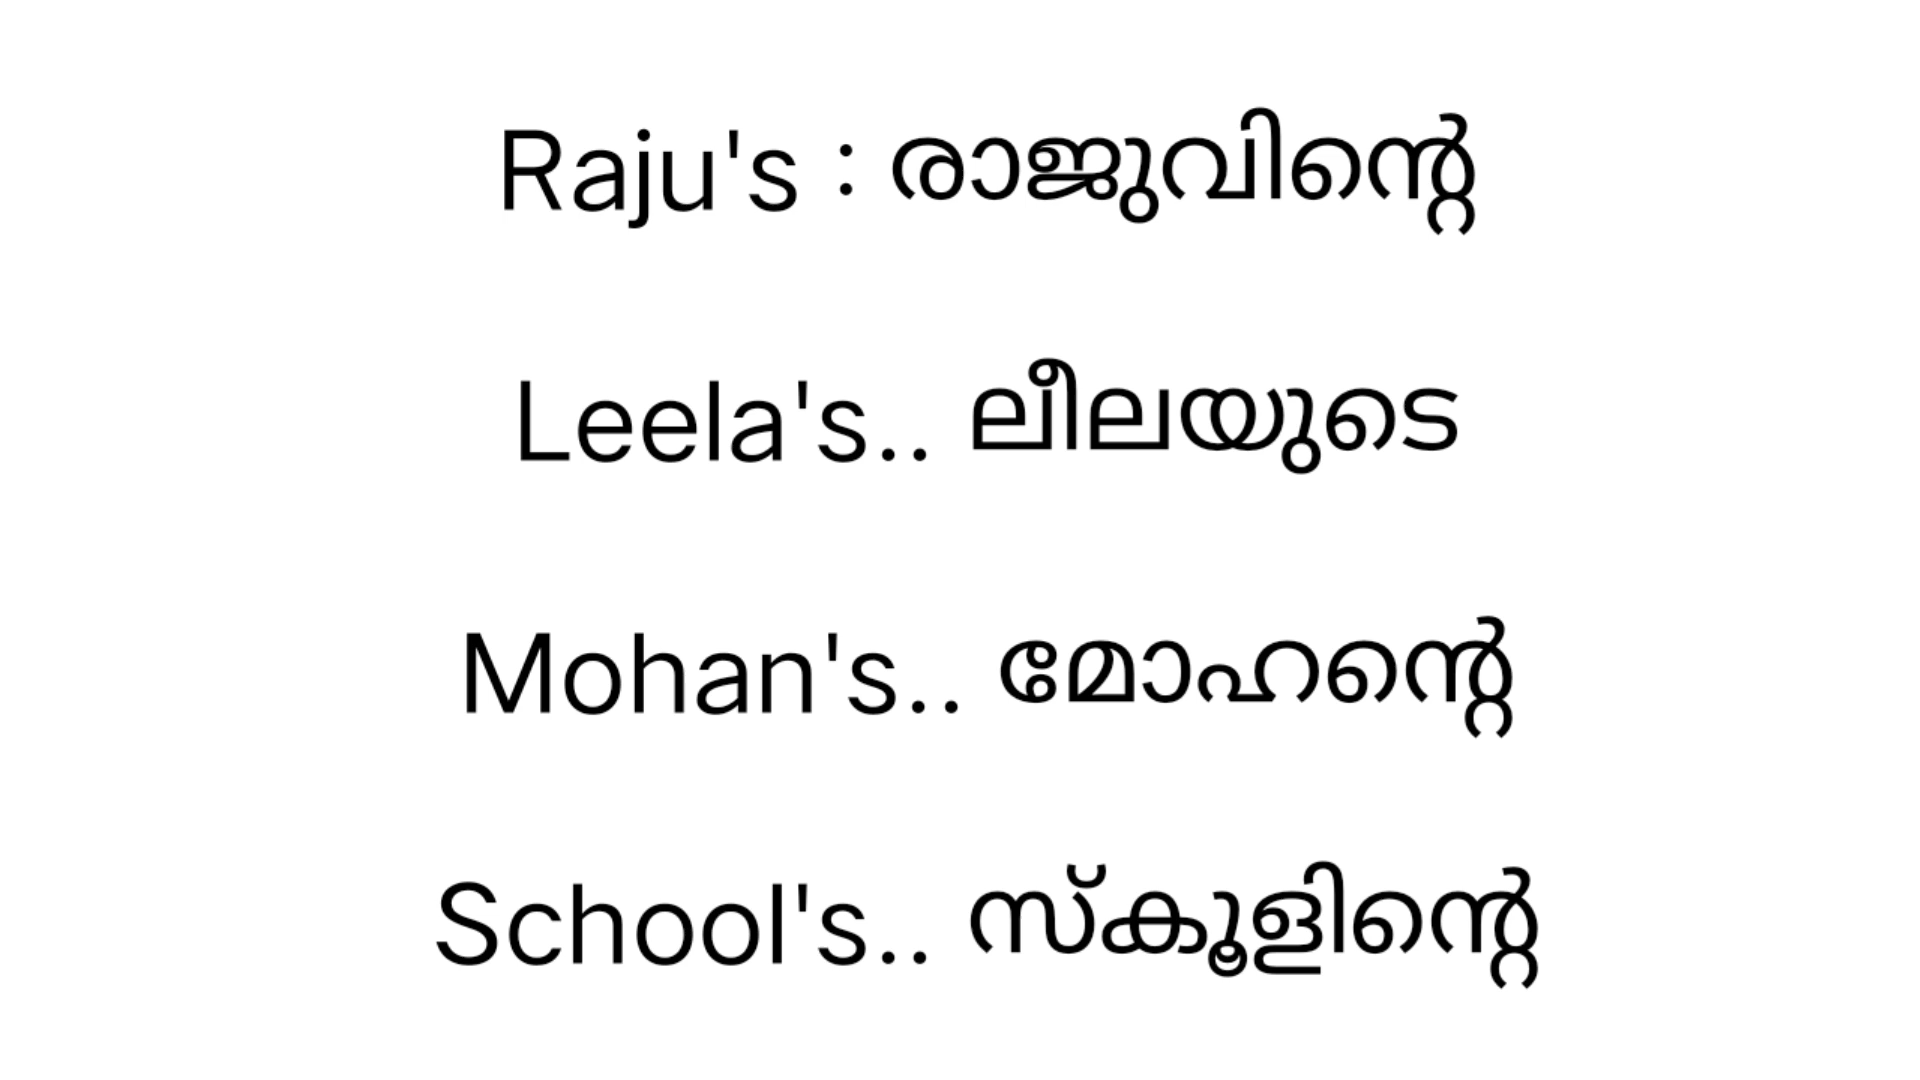 Raju's : രാജുവിന്റെ
Leela's.. ലീലയുടെ
Mohan's.. മോഹന്റെ
School's.. സ്കൂളിന്റെ